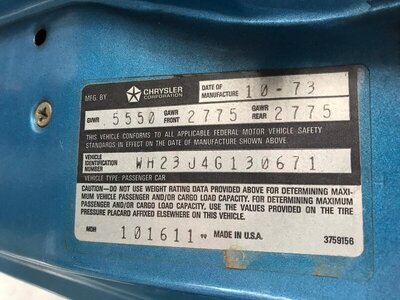 MFG. BY CHRYSLER CORPORATION DATE OF MANUFACTURE 10-73
GVWR 5550 GAWR FRONT 2775 GAWR REAR 2775
THIS VEHICLE CONFORMS TO ALL APPLICABLE FEDERAL MOTOR VEHICLE SAFETY
STANDARDS IN EFFECT ON THE DATE OF MANUFACTURE SHOWN ABOVE
VEHICLE IDENTIFICATION NUMBER WH23J4G130671
TYPE VEHICLE: PASSENGER CAR
CAUTION—DO NOT USE WEIGHT RATING DATA ABOVE FOR DETERMINING MAXI-
MUM VEHICLE PASSENGER AND/OR CARGO LOAD CAPACITY. FOR DETERMINING MAXIMUM
PASSENGER AND/OR CARGO LOAD CAPACITY, USE THE VALUES PROVIDED ON THE TIRE
PRESSURE PLACARD AFFIXED ELSEWHERE ON THIS VEHICLE.
MDH 101611 MADE IN U.S.A. 3759156